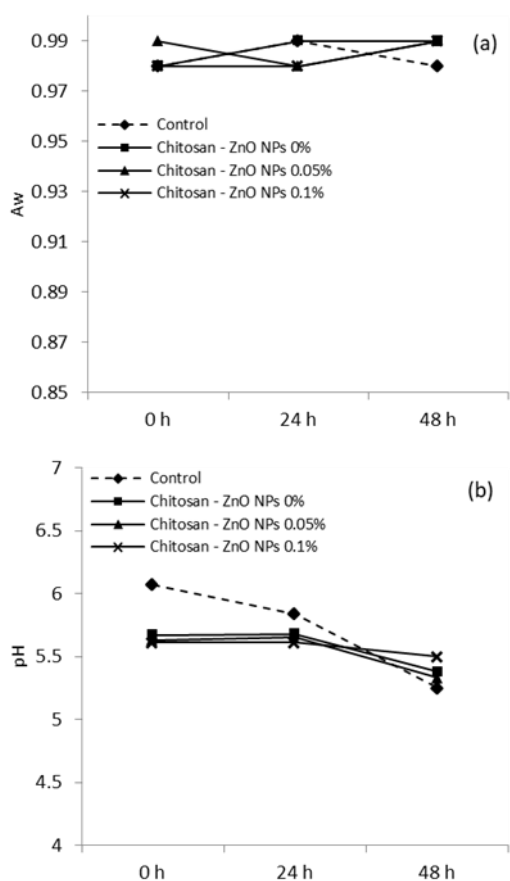 0.99
(a)
0.97
0.95
Control
Chitosan - ZnO NPs 0%
0.93
Chitosan - ZnO NPs 0.05%
Chitosan - ZnO NPs 0.1%
Aw
0.91
0.89
0.87
0.85
0 h 24 h 48 h
7
Control
(b)
Chitosan - ZnO NPs 0%
6.5
Chitosan - ZnO NPs 0.05%
Chitosan - ZnO NPs 0.1%
6
pH
5.5
5
4.5
4
0 h 24 h 48 h